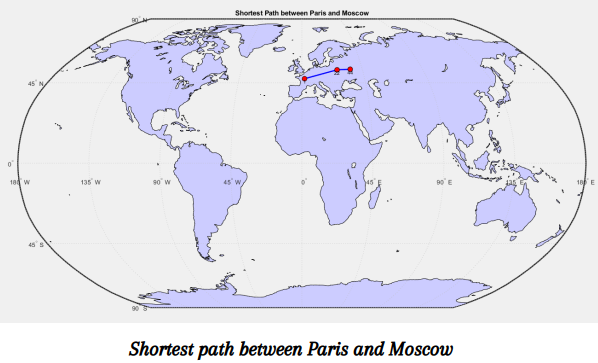 Shortest Path between Paris and Moscow
90° N
45° N
0°
180° W
135° W
90° W
45° W
0°
45° E
90° E
135° E
180° E
45° S
90° S
Shortest path between Paris and Moscow